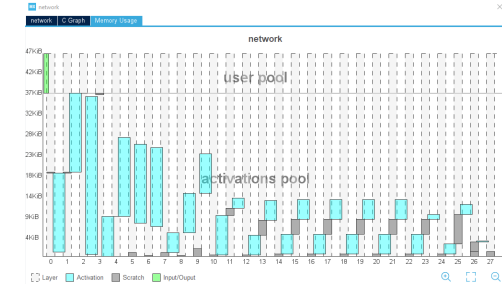 network
network C Graph Memory Usage
network
47KiB
42KiB
37KiB
32KiB
28KiB
23KiB
18KiB
14KiB
9KiB
4KiB
user pool
activations pool
0 1 2 3 4 5 6 7 8 9 10 11 12 13 14 15 16 17 18 19 20 21 22 23 24 25 26 27
Layer Activation Scratch Input/Ouput